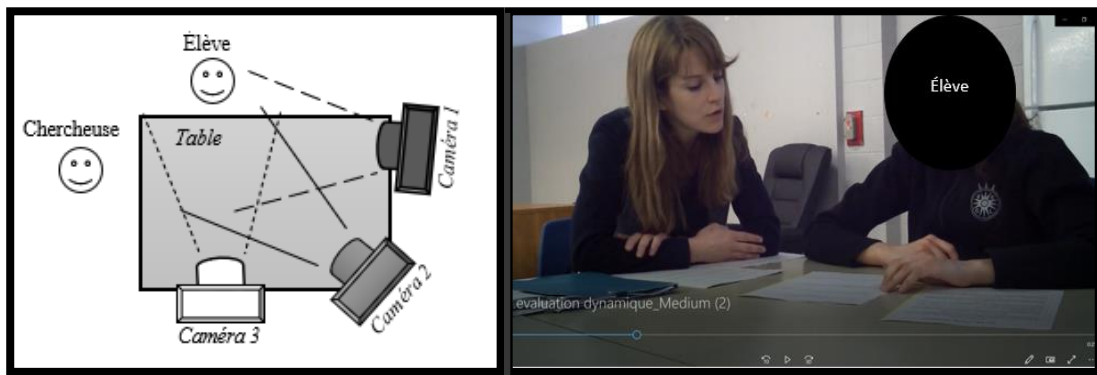 Élève
Chercheuse
Table
Caméra 1
Caméra 2
Caméra 3
Élève
evaluation dynamique_Medium (2)